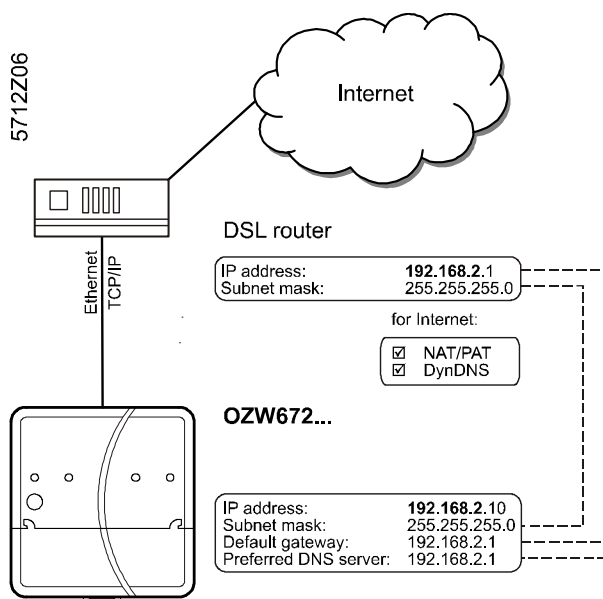 5712Z06
Internet
DSL router
Ethernet
TCP/IP
IP address: 192.168.2.1
Subnet mask: 255.255.255.0
for Internet:
☑ NAT/PAT
☑ DynDNS
OZW672...
IP address: 192.168.2.10
Subnet mask: 255.255.255.0
Default gateway: 192.168.2.1
Preferred DNS server: 192.168.2.1